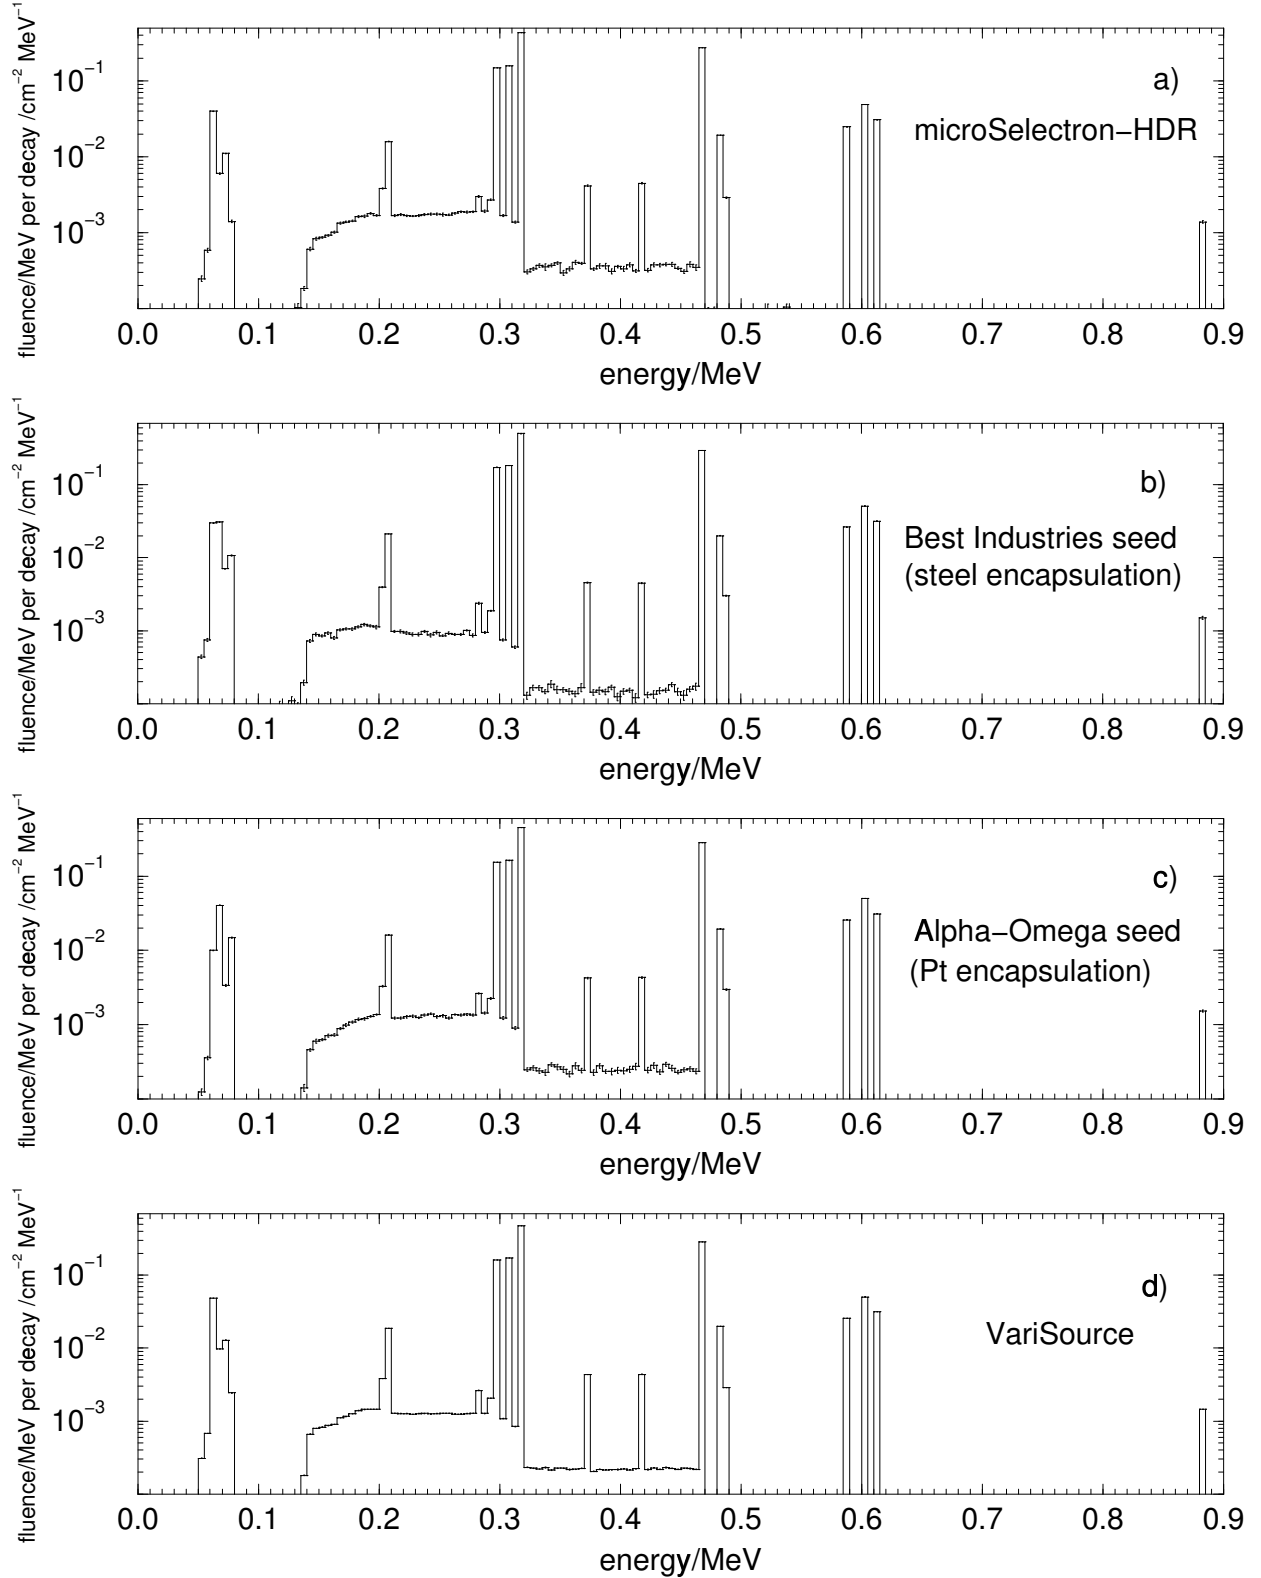 fluence/MeV per decay /cm⁻² MeV⁻¹
10⁻¹
10⁻²
10⁻³
a)
microSelectron−HDR
0.0 0.1 0.2 0.3 0.4 0.5 0.6 0.7 0.8 0.9
energy/MeV
fluence/MeV per decay /cm⁻² MeV⁻¹
10⁻¹
10⁻²
10⁻³
b)
Best Industries seed
(steel encapsulation)
0.0 0.1 0.2 0.3 0.4 0.5 0.6 0.7 0.8 0.9
energy/MeV
fluence/MeV per decay /cm⁻² MeV⁻¹
10⁻¹
10⁻²
10⁻³
c)
Alpha−Omega seed
(Pt encapsulation)
0.0 0.1 0.2 0.3 0.4 0.5 0.6 0.7 0.8 0.9
energy/MeV
fluence/MeV per decay /cm⁻² MeV⁻¹
10⁻¹
10⁻²
10⁻³
d)
VariSource
0.0 0.1 0.2 0.3 0.4 0.5 0.6 0.7 0.8 0.9
energy/MeV